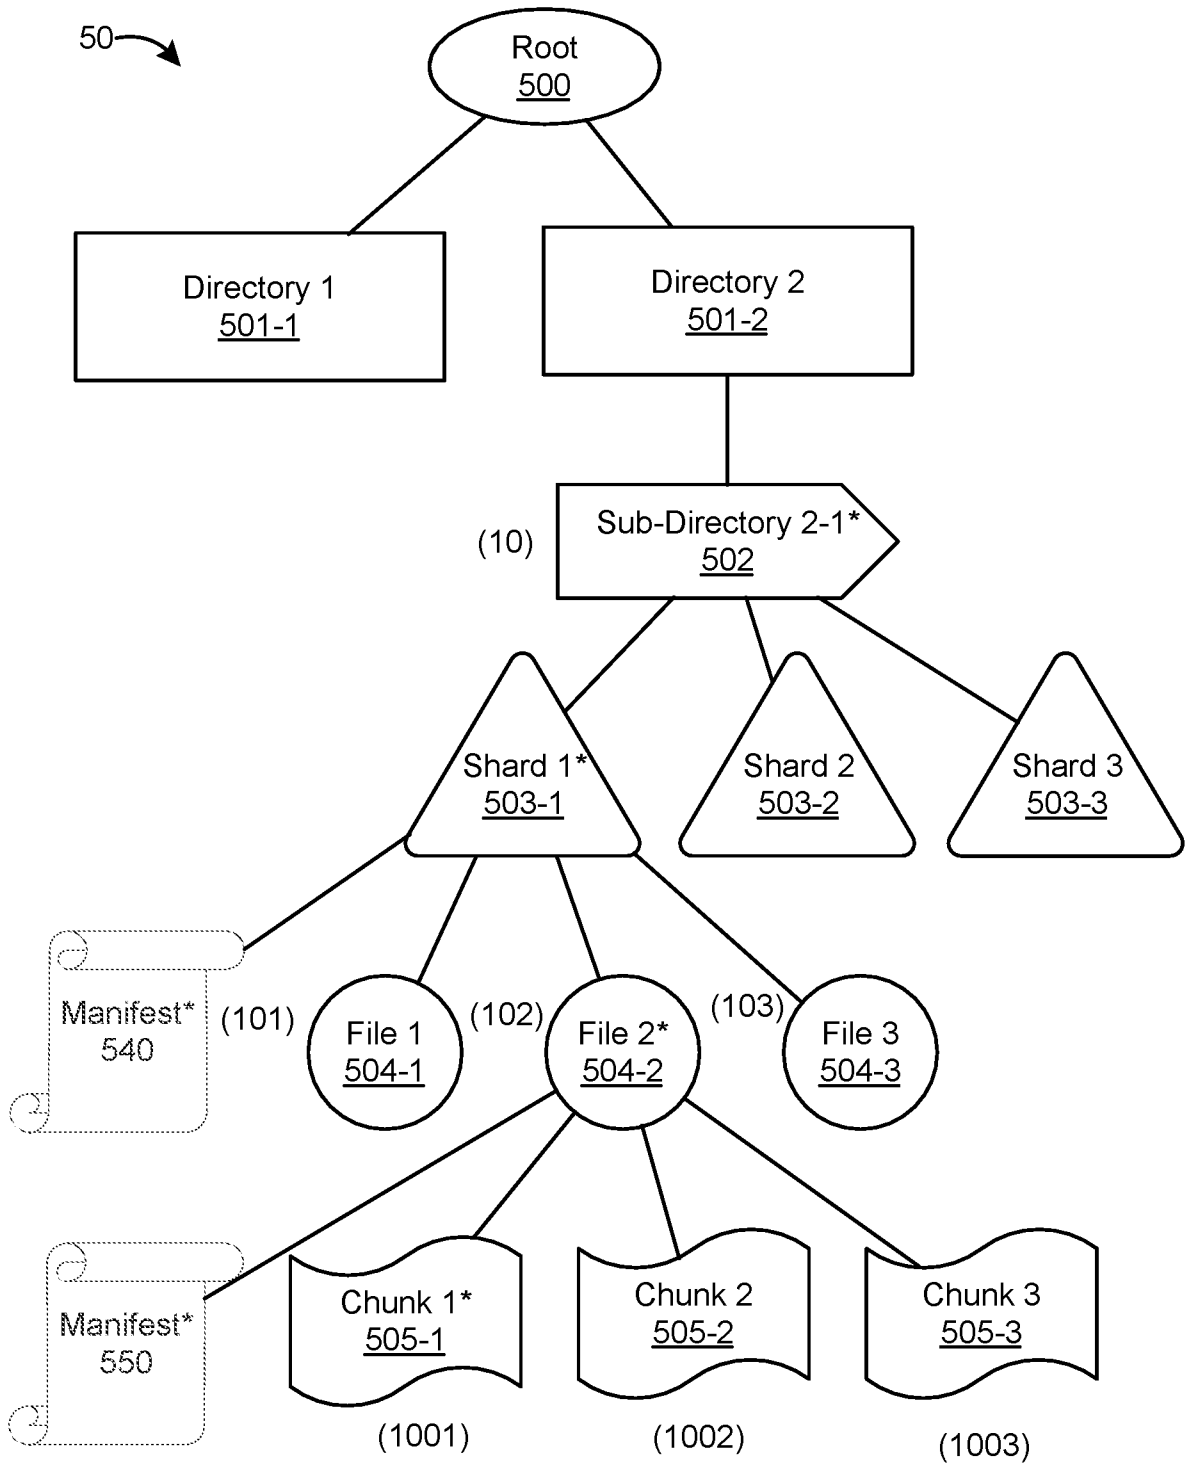 50
Root
500
Directory 1
501-1
Directory 2
501-2
(10)
Sub-Directory 2-1*
502
Shard 1*
503-1
Shard 2
503-2
Shard 3
503-3
Manifest*
540
(101)
File 1
504-1
(102)
File 2*
504-2
(103)
File 3
504-3
Manifest*
550
Chunk 1*
505-1
(1001)
Chunk 2
505-2
(1002)
Chunk 3
505-3
(1003)